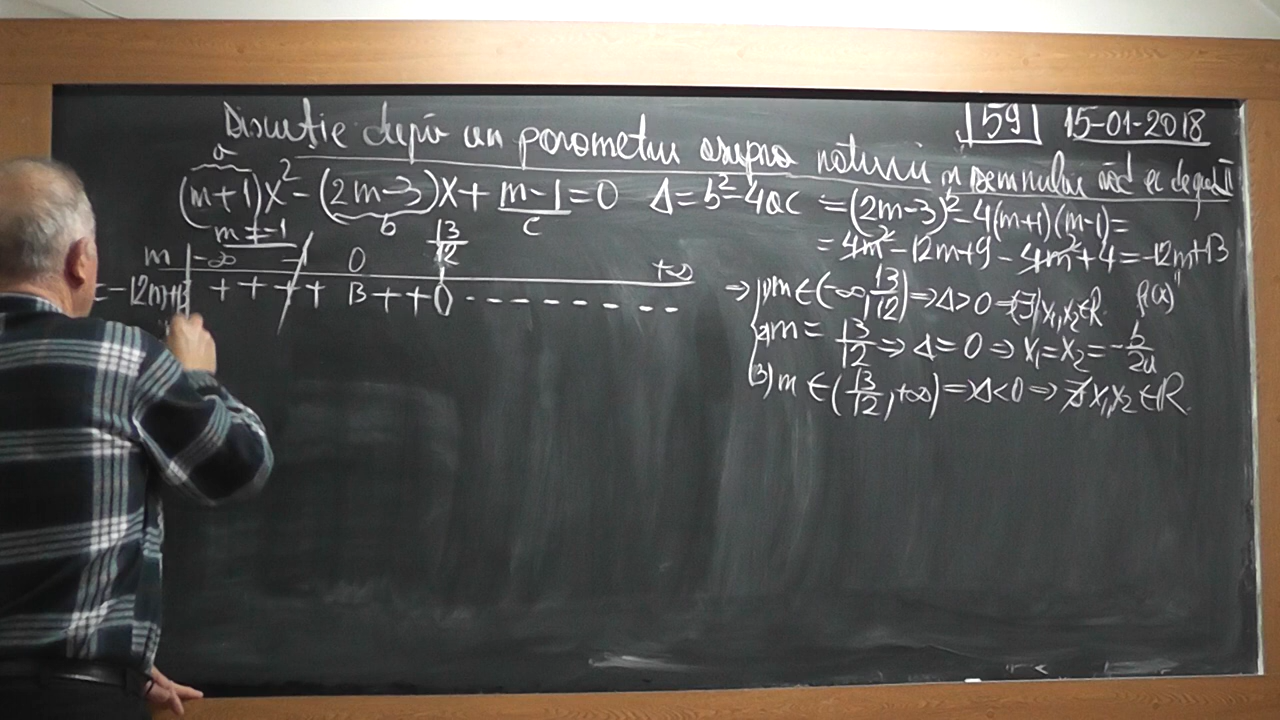 59 15-01-2018
Discuție după un parametru asupra naturii și semnului răd ec de grad II
a
(m+1)x² - (2m-3)x + m-1 = 0 Δ = b² - 4ac = (2m-3)² - 4(m+1)(m-1) =
b c
m ≠ -1 13/12 = 4m² - 12m + 9 - 4m² + 4 = -12m + 13
m -∞ -1 0 +∞
= -12m+13 + + + 13 + + 0 - - - - - - - -
⇒ 1) m ∈ (-∞, 13/12) ⇒ Δ > 0 ⇒ (∃) x₁, x₂ ∈ R f(x)
2) m = 13/12 ⇒ Δ = 0 ⇒ x₁ = x₂ = -b/2a
3) m ∈ (13/12, +∞) ⇒ Δ < 0 ⇒ ∄ x₁, x₂ ∈ R